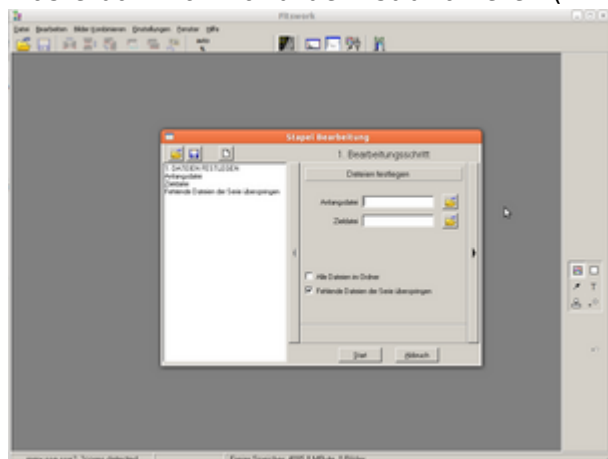 Fitswork
Datei Bearbeiten Bilder Kombinieren Einstellungen Fenster Hilfe
auto
Stapel Bearbeitung
1. Bearbeitungsschritt
1. DATEIEN FESTLEGEN
Anfangsdatei
Zieldatei
Fehlende Dateien der Serie überspringen
Dateien festlegen
Anfangsdatei
Zieldatei
Alle Dateien im Ordner
Fehlende Dateien der Serie überspringen
Start
Abbruch